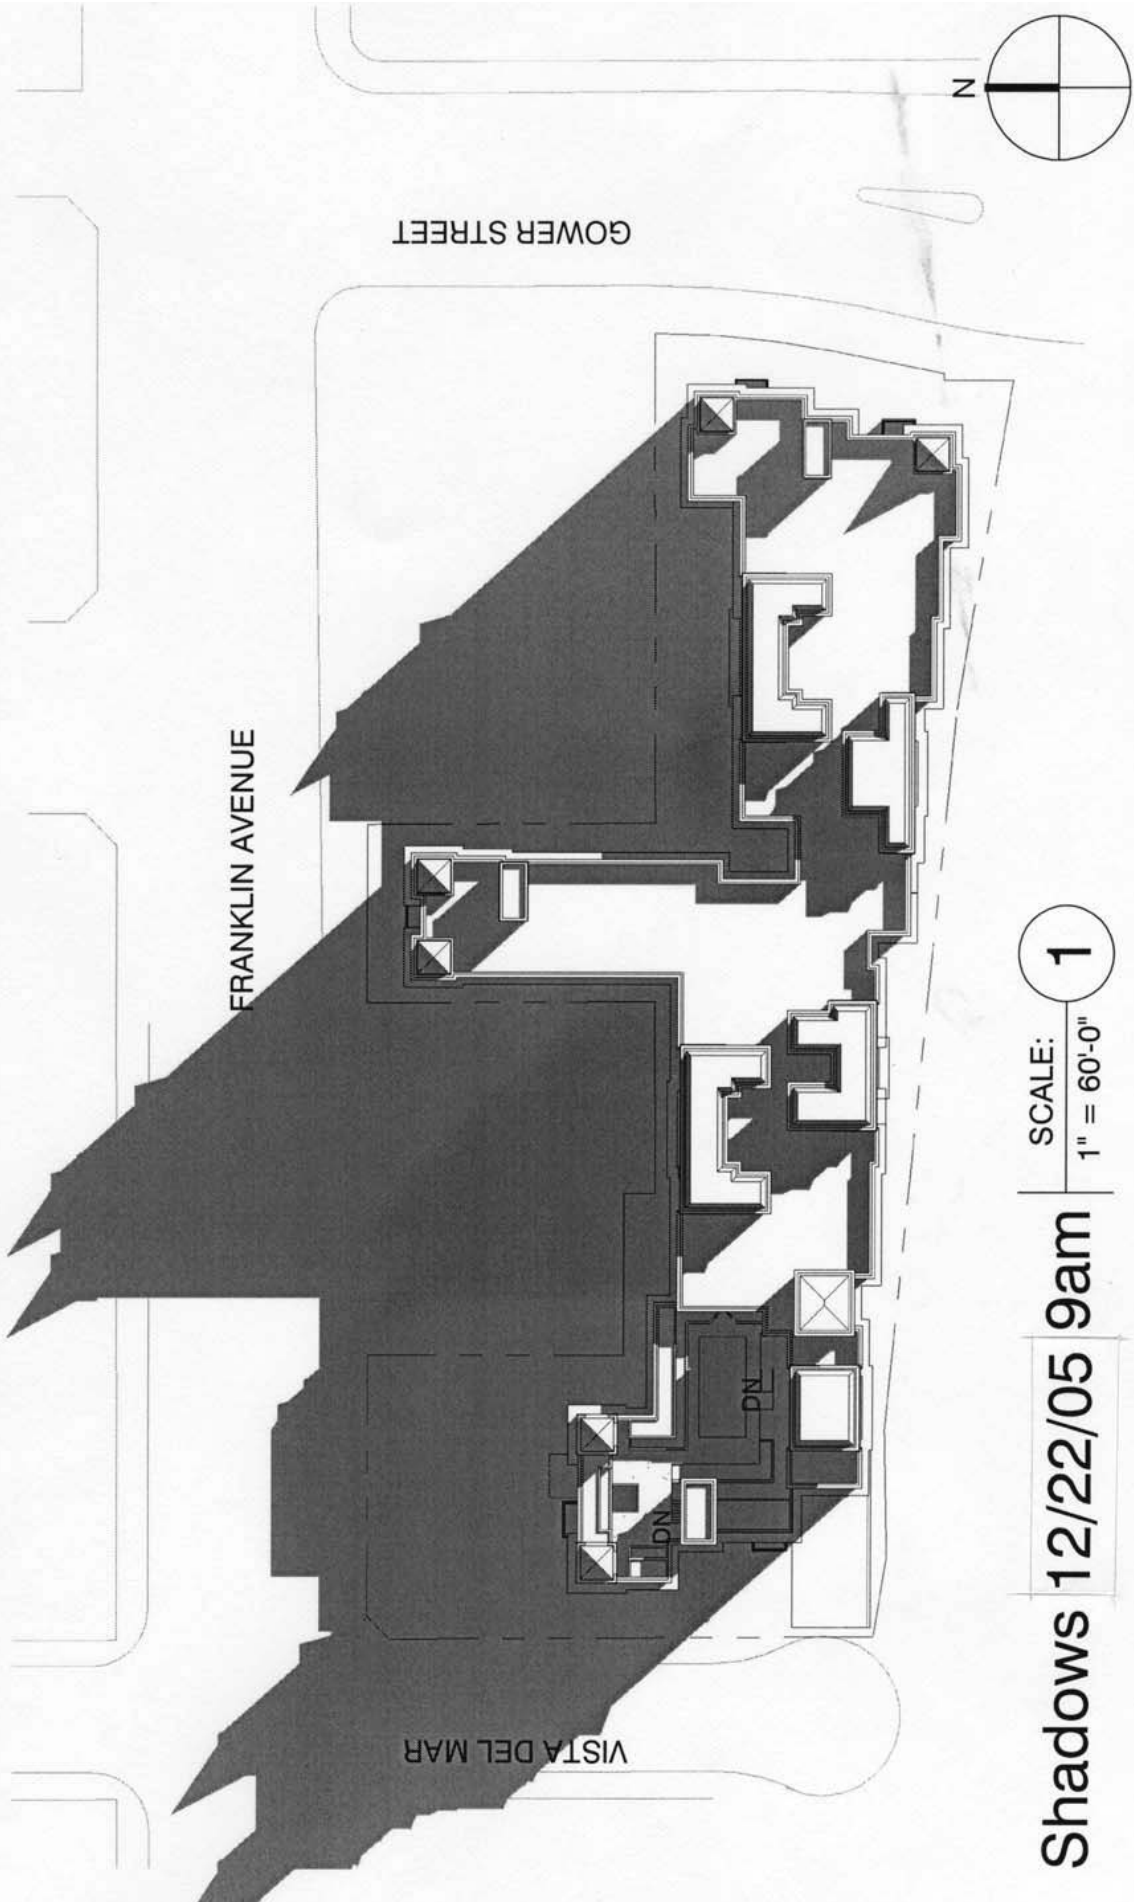 N
GOWER STREET
FRANKLIN AVENUE
VISTA DEL MAR
DN
DN
Shadows 12/22/05 9am
SCALE:
1" = 60'-0"
1